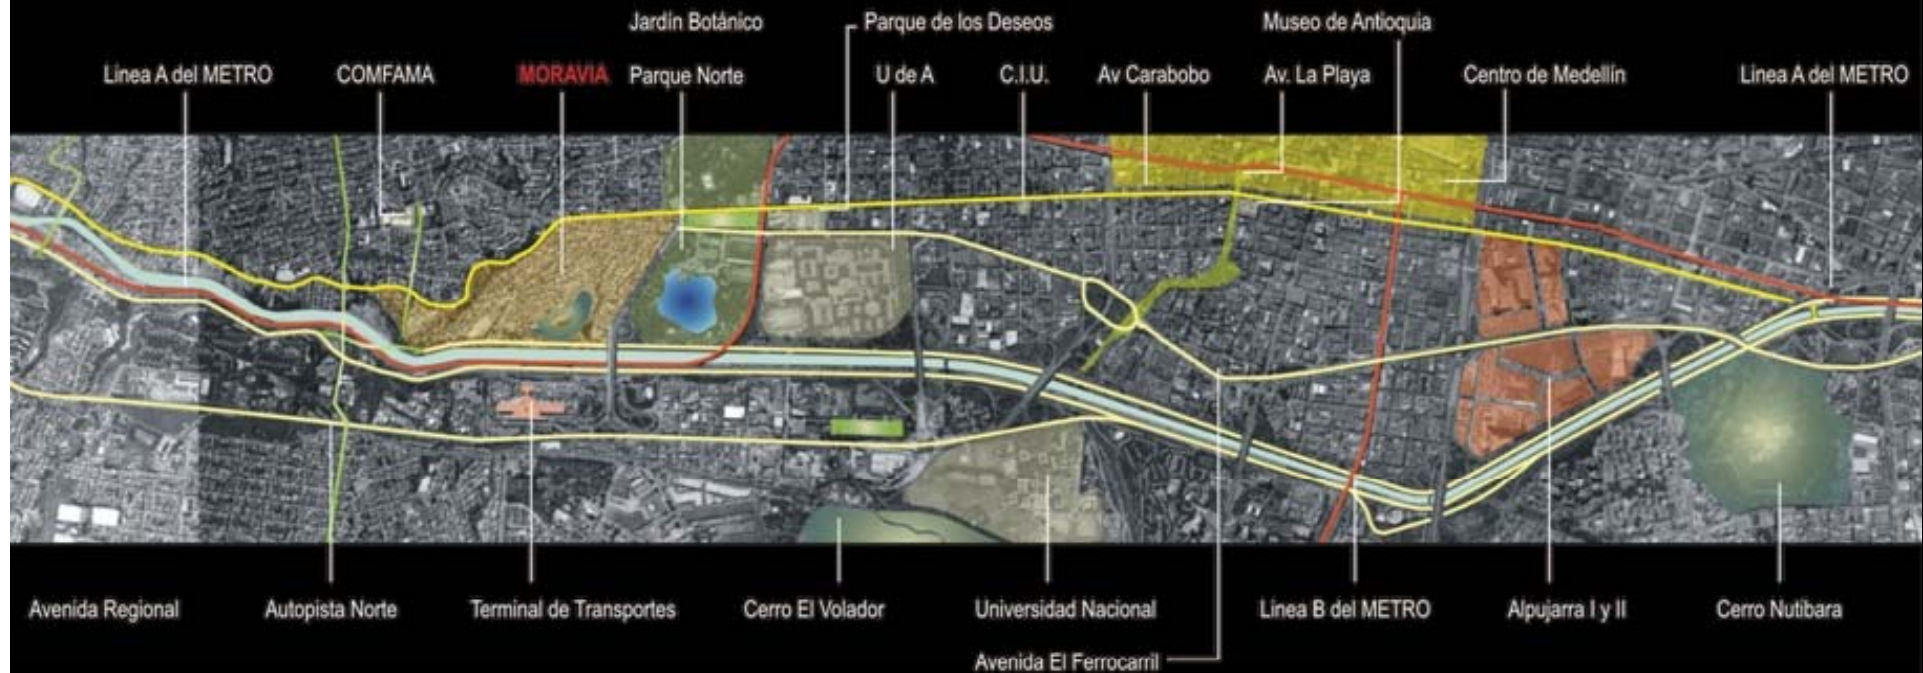 Jardín Botánico
Parque de los Deseos
Museo de Antioquia
Linea A del METRO
COMFAMA
MORAVIA
Parque Norte
U de A
C.I.U.
Av Carabobo
Av. La Playa
Centro de Medellín
Linea A del METRO
Avenida Regional
Autopista Norte
Terminal de Transportes
Cerro El Volador
Universidad Nacional
Línea B del METRO
Alpujarra I y II
Cerro Nutibara
Avenida El Ferrocarril